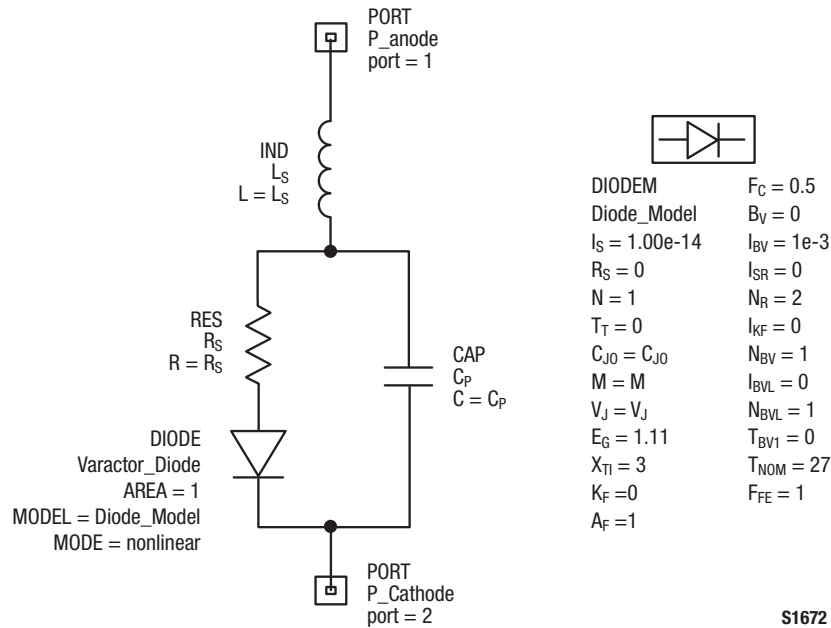 PORT
P_anode
port = 1
IND
LS
L = LS
RES
RS
R = RS
CAP
CP
C = CP
DIODE
Varactor_Diode
AREA = 1
MODEL = Diode_Model
MODE = nonlinear
PORT
P_Cathode
port = 2
DIODEM
Diode_Model
IS = 1.00e-14
RS = 0
N = 1
TT = 0
CJO = CJO
M = M
VJ = VJ
EG = 1.11
XTI = 3
KF =0
AF =1
FC = 0.5
BV = 0
IBV = 1e-3
ISR = 0
NR = 2
IKF = 0
NBV = 1
IBVL = 0
NBVL = 1
TBV1 = 0
TNOM = 27
FFE = 1
S1672